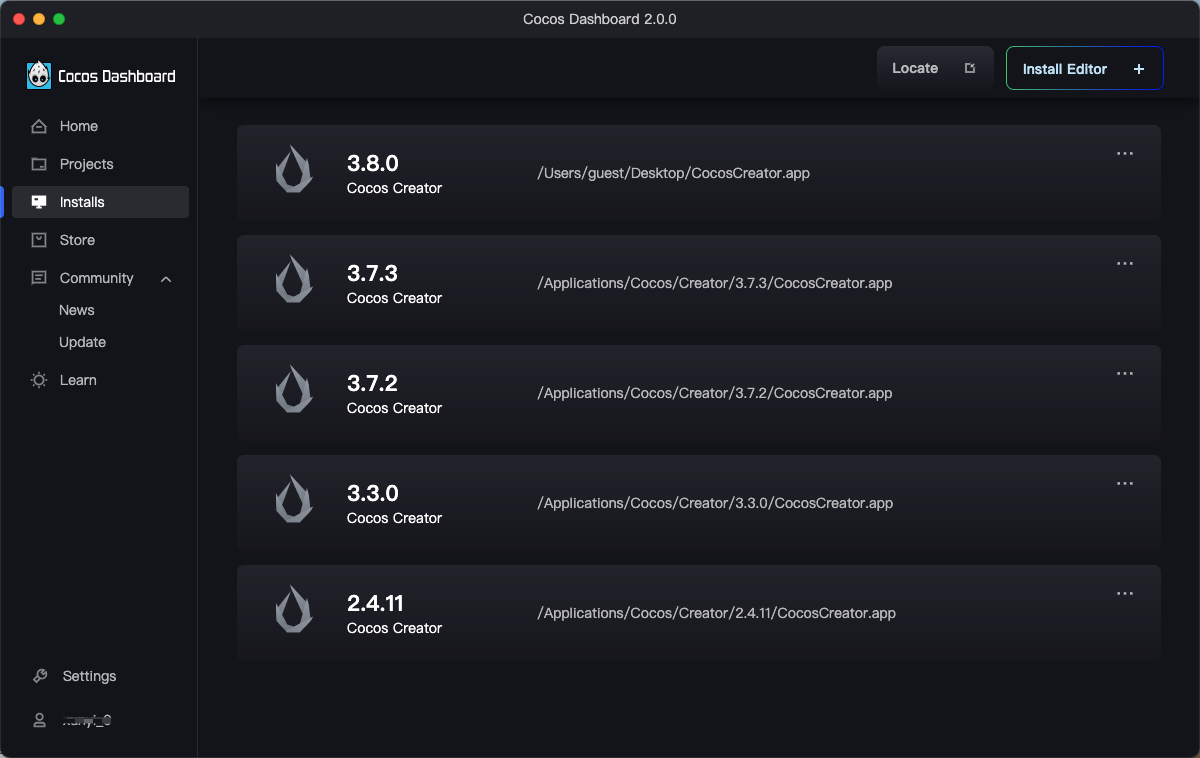 Cocos Dashboard 2.0.0
Cocos Dashboard
Home
Projects
Installs
Store
Community
News
Update
Learn
Settings
Locate
Install Editor +
3.8.0
Cocos Creator
/Users/guest/Desktop/CocosCreator.app
3.7.3
Cocos Creator
/Applications/Cocos/Creator/3.7.3/CocosCreator.app
3.7.2
Cocos Creator
/Applications/Cocos/Creator/3.7.2/CocosCreator.app
3.3.0
Cocos Creator
/Applications/Cocos/Creator/3.3.0/CocosCreator.app
2.4.11
Cocos Creator
/Applications/Cocos/Creator/2.4.11/CocosCreator.app